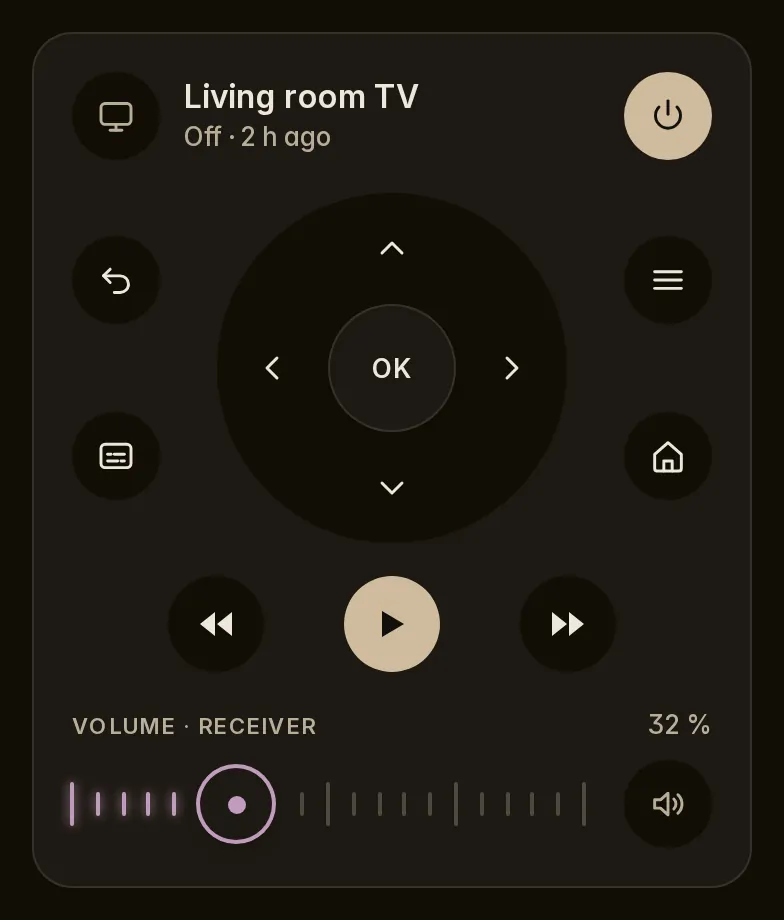 Living room TV
Off · 2 h ago
OK
VOLUME · RECEIVER
32 %